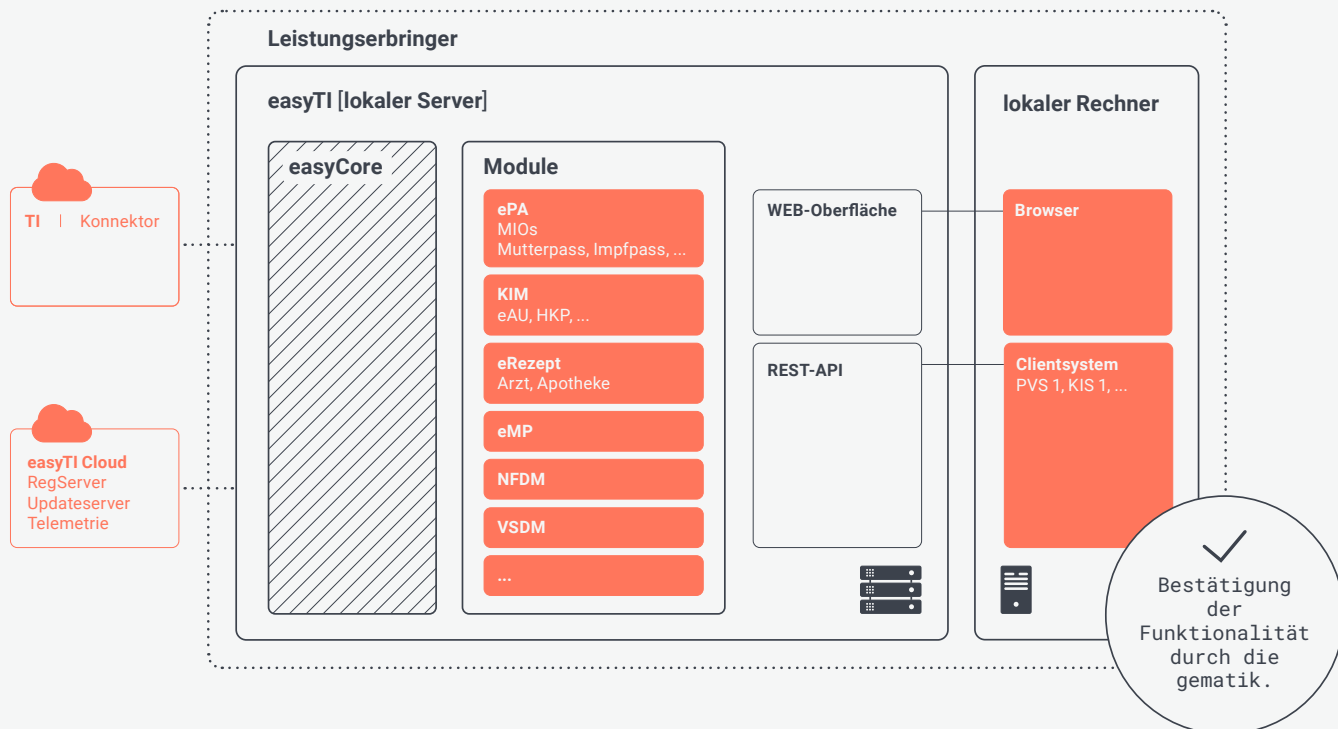 Leistungserbringer
easyTI [lokaler Server]
lokaler Rechner
easyCore
Module
TI | Konnektor
easyTI Cloud
RegServer
Updateserver
Telemetrie
ePA
MIOs
Mutterpass, Impfpass, ...
KIM
eAU, HKP, ...
eRezept
Arzt, Apotheke
eMP
NFDM
VSDM
...
WEB-Oberfläche
REST-API
Browser
Clientsystem
PVS 1, KIS 1, ...
Bestätigung
der
Funktionalität
durch die
gematik.